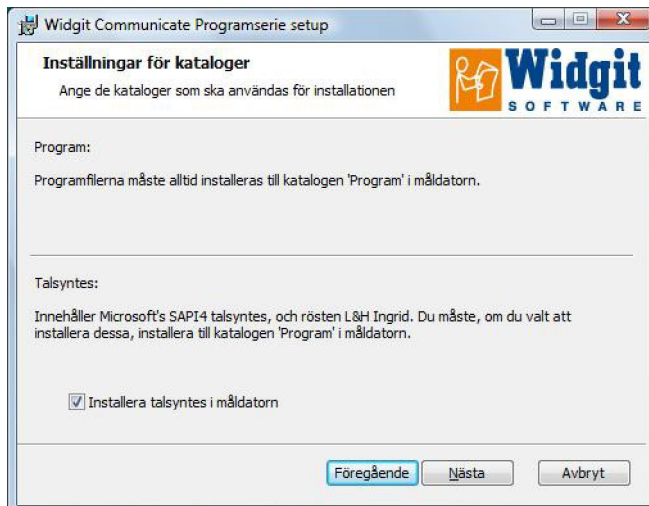 Widgit Communicate Programserie setup
Inställningar för kataloger
Ange de kataloger som ska användas för installationen
Widgit
SOFTWARE
Program:
Programfilerna måste alltid installeras till katalogen 'Program' i måldatorn.
Talsyntes:
Innehåller Microsoft's SAPI4 talsyntes, och rösten L&H Ingrid. Du måste, om du valt att
installera dessa, installera till katalogen 'Program' i måldatorn.
Installera talsyntes i måldatorn
Föregående
Nästa
Avbryt